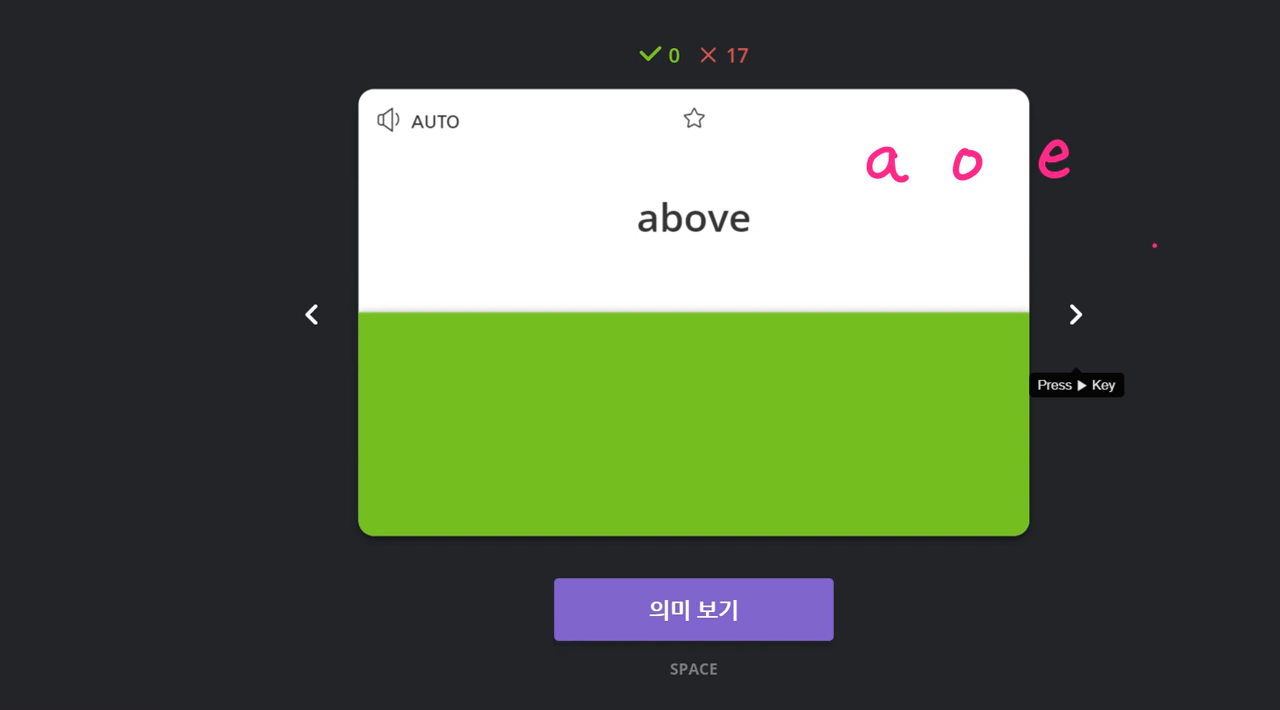 0 17
AUTO
a o e
above
Press ▶ Key
의미 보기
SPACE